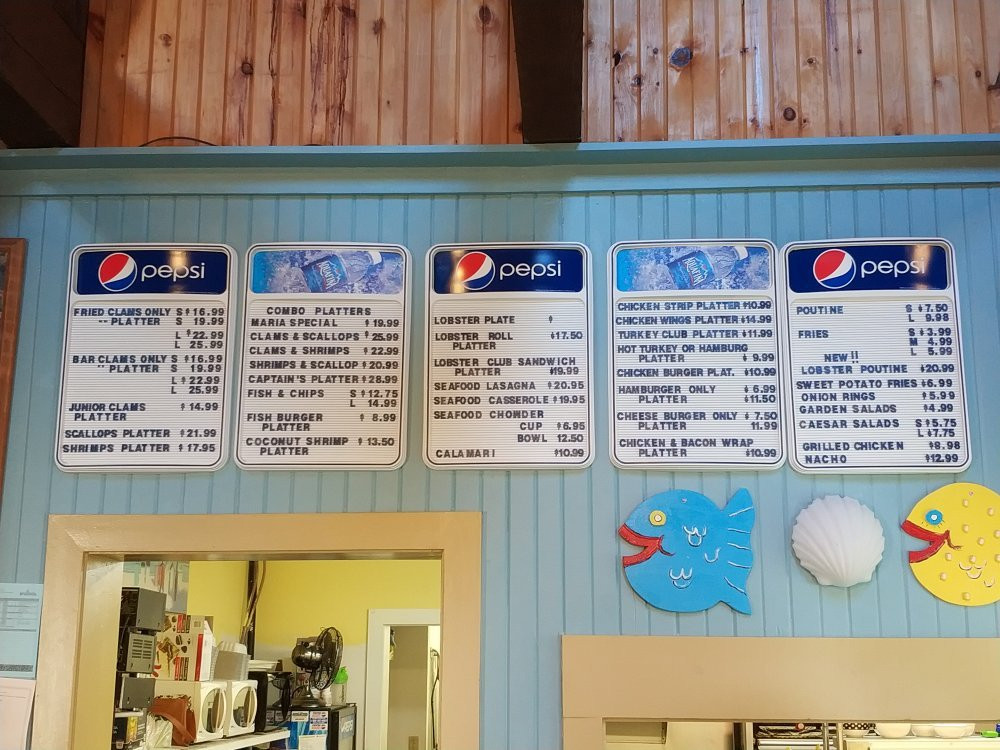 pepsi
FRIED CLAMS ONLY S $16.99
" PLATTER S 19.99
L $22.99
L 25.99
BAR CLAMS ONLY S $16.99
" PLATTER S 19.99
L $22.99
L 25.99
JUNIOR CLAMS $14.99
PLATTER
SCALLOPS PLATTER $21.99
SHRIMPS PLATTER $17.95
AQUAFINA
COMBO PLATTERS
MARIA SPECIAL $19.99
CLAMS & SCALLOPS $25.99
CLAMS & SHRIMPS $22.99
SHRIMPS & SCALLOP $20.99
CAPTAIN'S PLATTER $28.99
FISH & CHIPS S $12.75
L 14.99
FISH BURGER $8.99
PLATTER
COCONUT SHRIMP $13.50
PLATTER
pepsi
LOBSTER PLATE $
LOBSTER ROLL $17.50
PLATTER
LOBSTER CLUB SANDWICH
PLATTER $19.99
SEAFOOD LASAGNA $20.95
SEAFOOD CASSEROLE $19.95
SEAFOOD CHOWDER
CUP $6.95
BOWL 12.50
CALAMARI $10.99
AQUAFINA
CHICKEN STRIP PLATTER $10.99
CHICKEN WINGS PLATTER $14.99
TURKEY CLUB PLATTER $11.99
HOT TURKEY OR HAMBURG
PLATTER $9.99
CHICKEN BURGER PLAT. $10.99
HAMBURGER ONLY $6.99
PLATTER $11.50
CHEESE BURGER ONLY $7.50
PLATTER 11.99
CHICKEN & BACON WRAP
PLATTER $10.99
pepsi
POUTINE S $7.50
L 9.98
FRIES S $3.99
M 4.99
L 5.99
NEW!!
LOBSTER POUTINE $20.99
SWEET POTATO FRIES $6.99
ONION RINGS $5.99
GARDEN SALADS $4.99
CAESAR SALADS S $5.75
L $7.75
GRILLED CHICKEN $8.98
NACHO $12.99